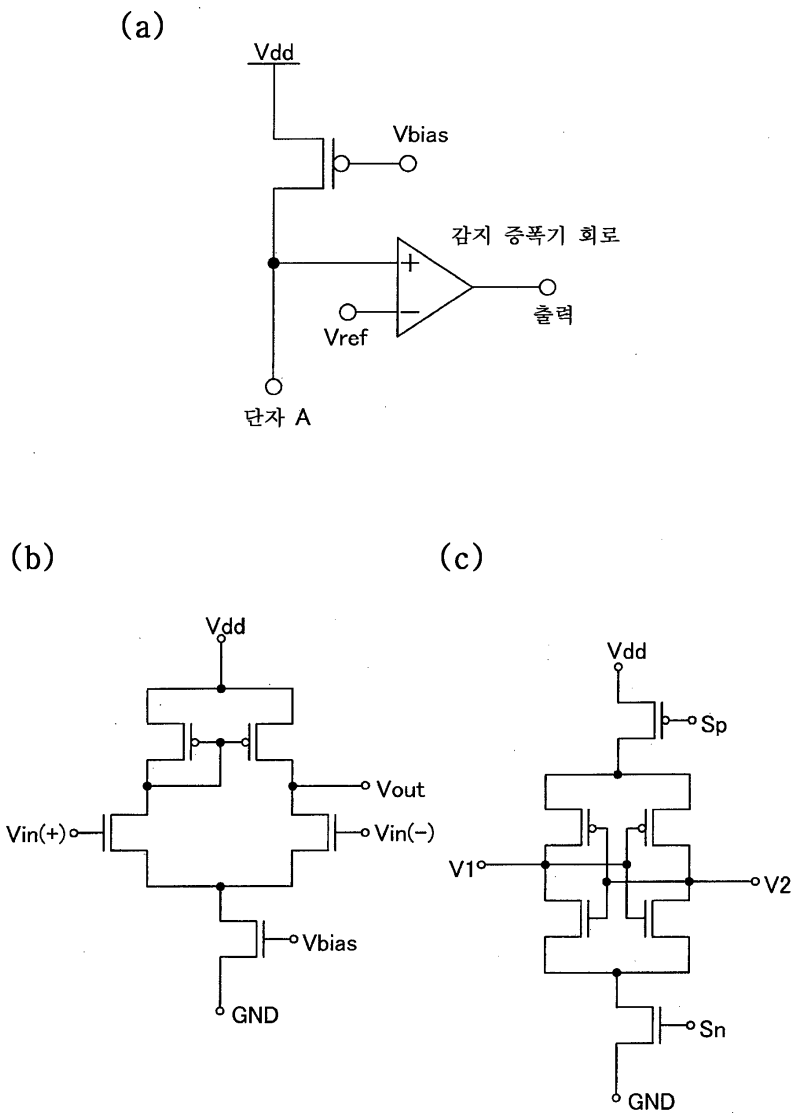 (a)
Vdd
Vbias
감지 증폭기 회로
+
−
Vref
출력
단자 A
(b)
Vdd
Vout
Vin(+)
Vin(-)
Vbias
GND
(c)
Vdd
Sp
V1
V2
Sn
GND